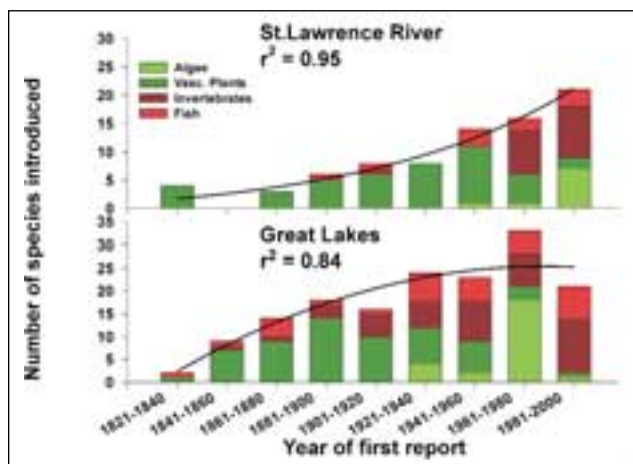 St.Lawrence River
r² = 0.95
Algae
Vasc. Plants
Invertebrates
Fish
30
25
20
15
10
5
0
Number of species introduced
Great Lakes
r² = 0.84
35
30
25
20
15
10
5
0
1821-1840
1841-1860
1861-1880
1881-1900
1901-1920
1921-1940
1941-1960
1961-1980
1981-2000
Year of first report